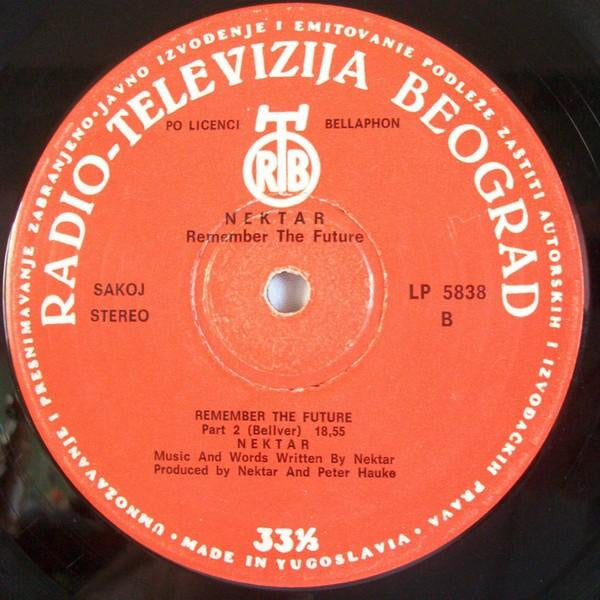 UMNOŽAVANJE I PRESNIMAVANJE ZABRANJENO·JAVNO IZVOĐENJE I EMITOVANJE PODLEŽE ZAŠTITI AUTORSKIH I IZVOĐAČKIH PRAVA · MADE IN YUGOSLAVIA ·
RADIO-TELEVIZIJA BEOGRAD
PO LICENCI BELLAPHON
RTB
NEKTAR
Remember The Future
SAKOJ
STEREO
LP 5838
B
REMEMBER THE FUTURE
Part 2 (Bellver) 18,55
NEKTAR
Music And Words Written By Nektar
Produced by Nektar And Peter Hauke
33⅓